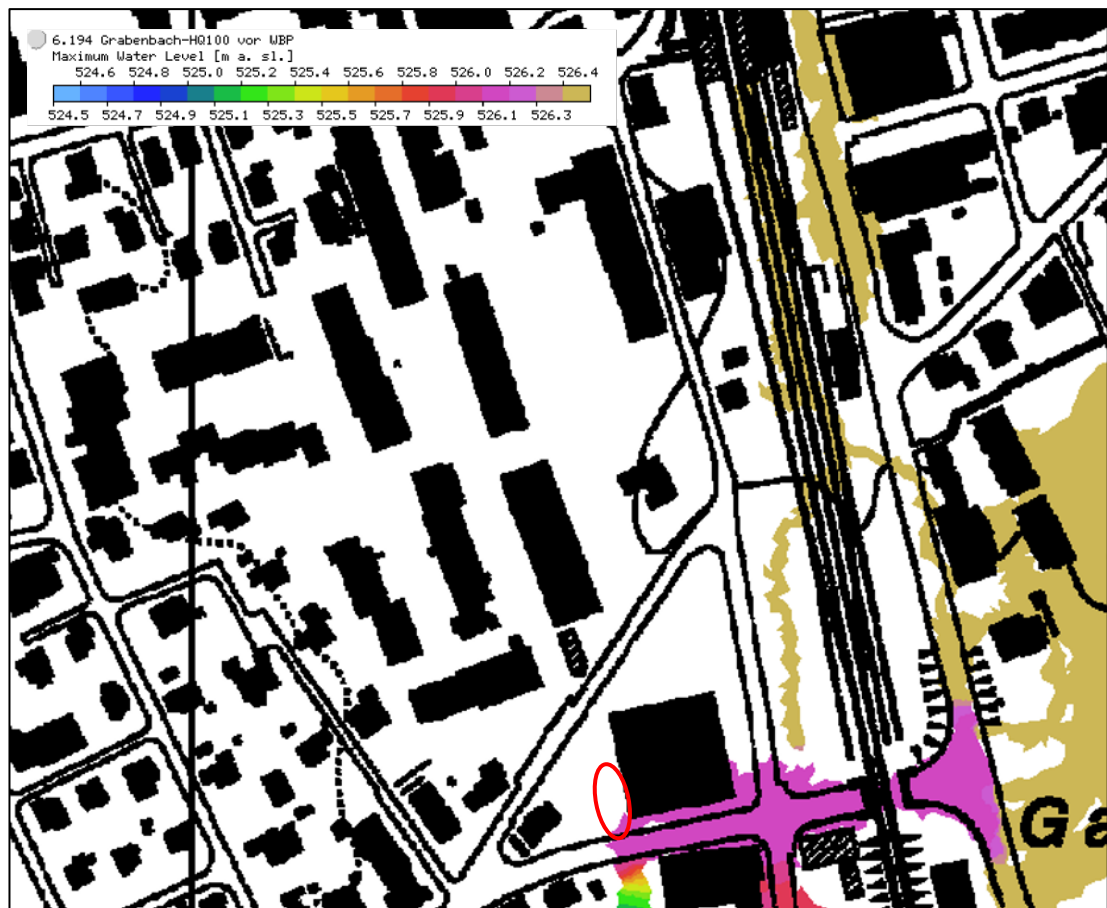 6.194 Grabenbach-HQ100 vor WBP
Maximum Water Level [m a. sl.]
524.6 524.8 525.0 525.2 525.4 525.6 525.8 526.0 526.2 526.4
524.5 524.7 524.9 525.1 525.3 525.5 525.7 525.9 526.1 526.3
Ga